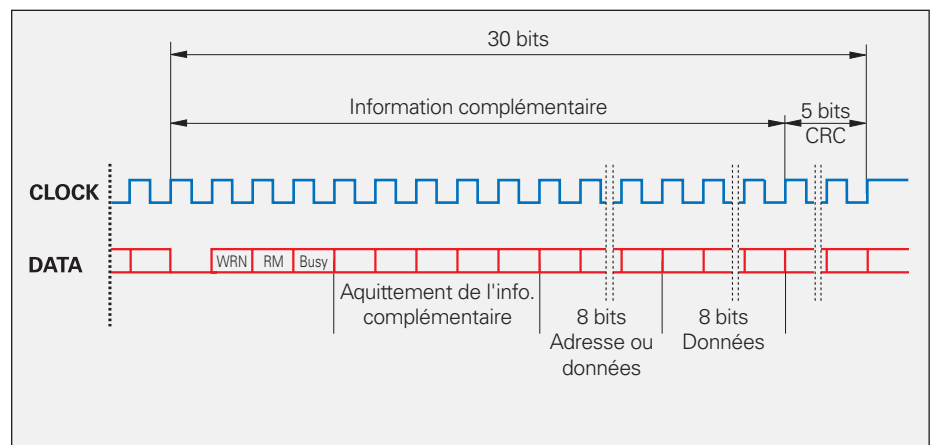 30 bits
Information complémentaire
5 bits
CRC
CLOCK
DATA
WRN RM Busy
Aquittement de l'info.
complémentaire
8 bits
Adresse ou
données
8 bits
Données